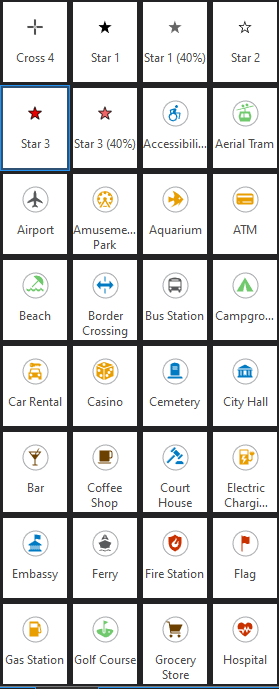 Cross 4 Star 1 Star 1 (40%) Star 2
Star 3 Star 3 (40%) Accessibili... Aerial Tram
Airport Amuseme... Park Aquarium ATM
Beach Border Crossing Bus Station Campgro...
Car Rental Casino Cemetery City Hall
Bar Coffee Shop Court House Electric Chargi...
Embassy Ferry Fire Station Flag
Gas Station Golf Course Grocery Store Hospital